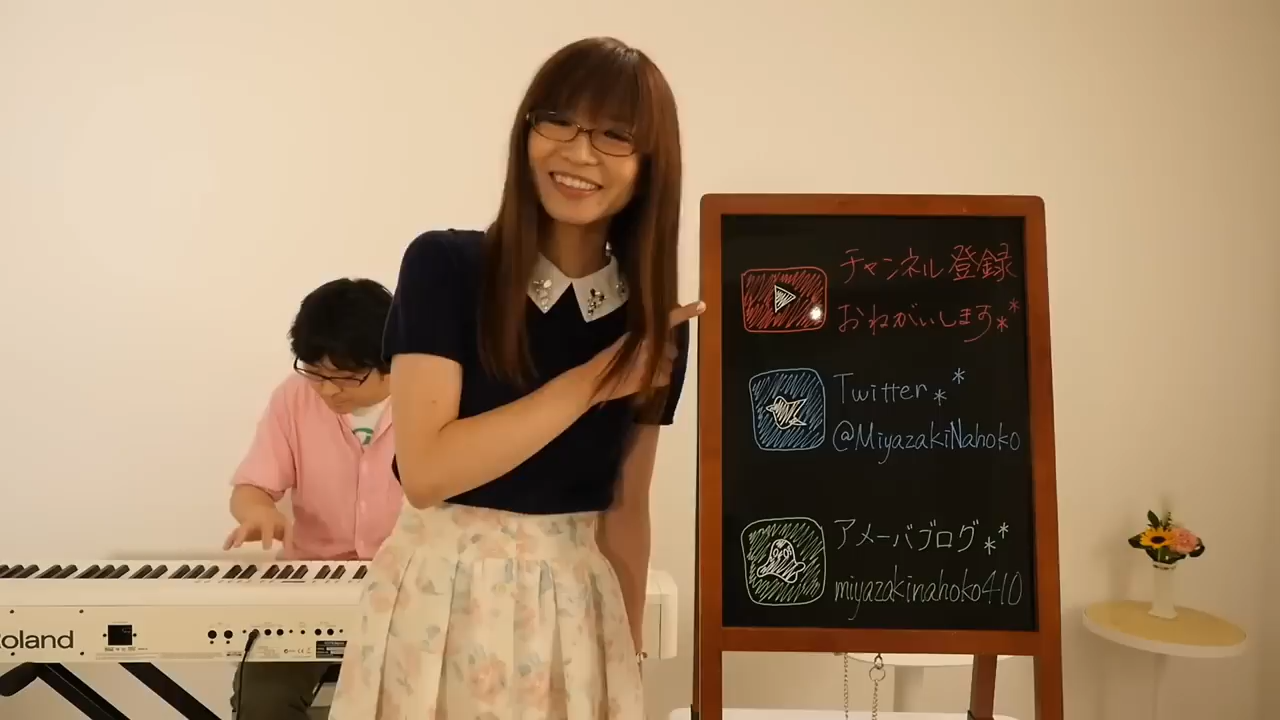 チャンネル登録
おねがいします**
Twitter**
@MiyazakiNahoko
アメーバブログ**
miyazakinahoko410
Roland